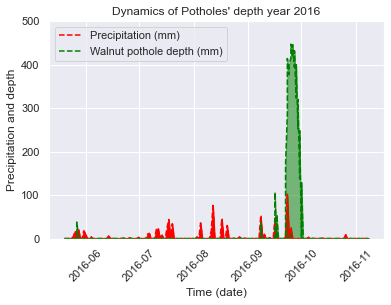 Dynamics of Potholes' depth year 2016
500
400
300
200
100
0
Precipitation and depth
Precipitation (mm)
Walnut pothole depth (mm)
2016-06
2016-07
2016-08
2016-09
2016-10
2016-11
Time (date)